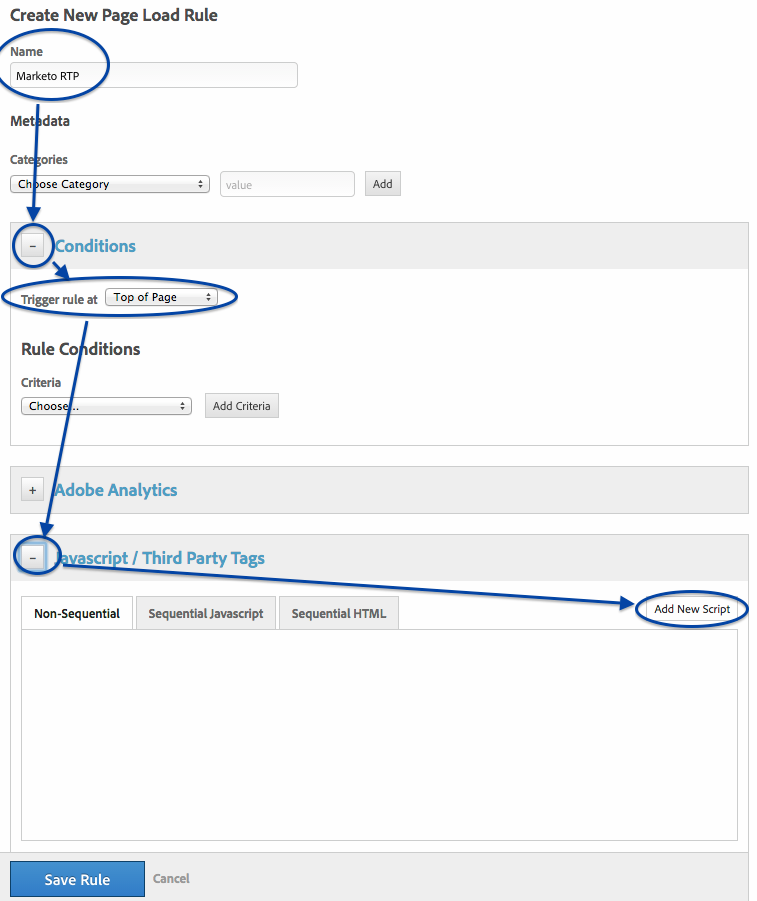 Create New Page Load Rule
Name
Marketo RTP
Metadata
Categories
Choose Category value Add
− Conditions
Trigger rule at Top of Page
Rule Conditions
Criteria
Choose... Add Criteria
+ Adobe Analytics
− Javascript / Third Party Tags
Non-Sequential Sequential Javascript Sequential HTML Add New Script
Save Rule Cancel